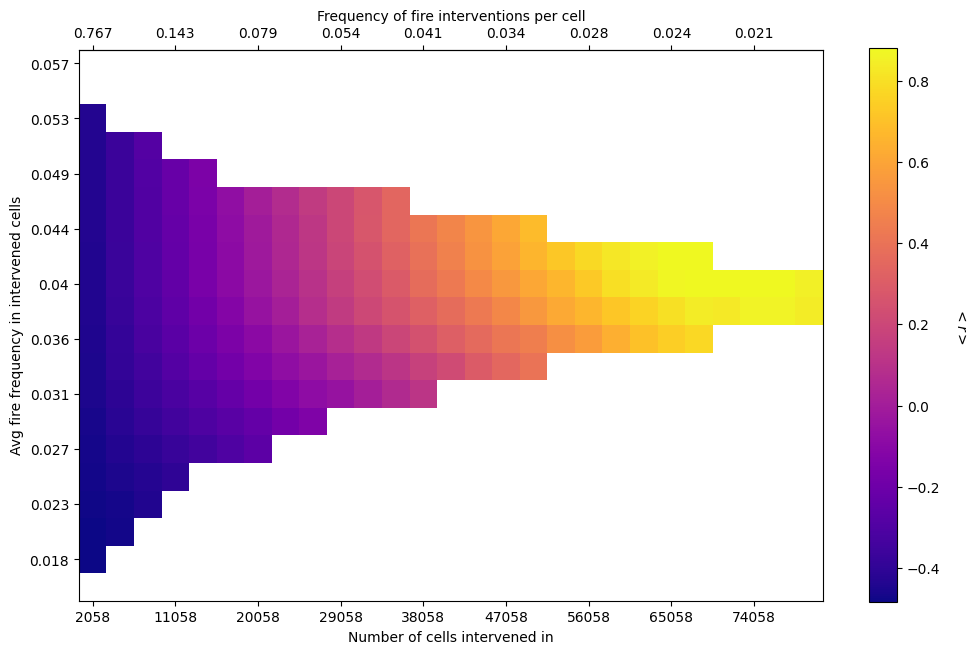 Frequency of fire interventions per cell
0.767 0.143 0.079 0.054 0.041 0.034 0.028 0.024 0.021
Avg fire frequency in intervened cells
0.057
0.053
0.049
0.044
0.04
0.036
0.031
0.027
0.023
0.018
2058 11058 20058 29058 38058 47058 56058 65058 74058
Number of cells intervened in
0.8
0.6
0.4
0.2
0.0
−0.2
−0.4
< r >